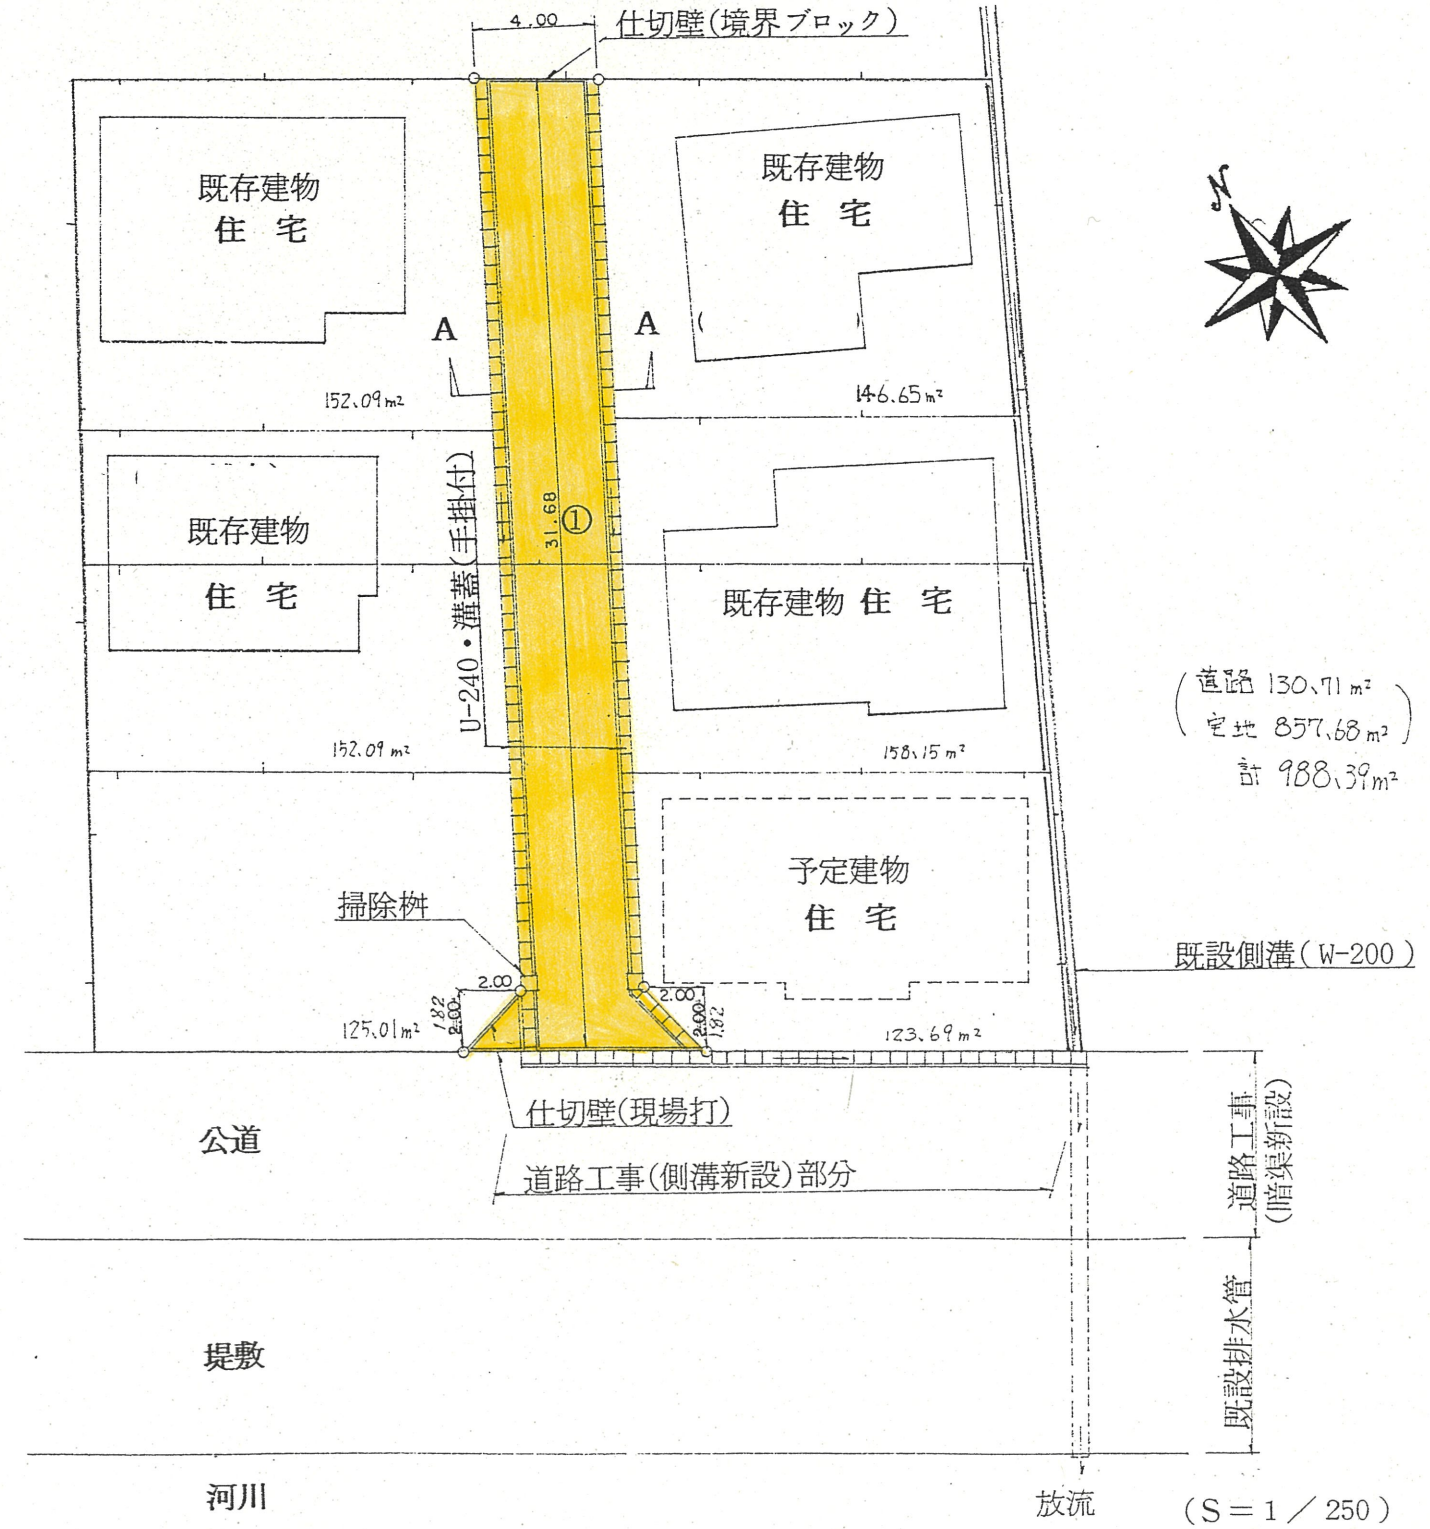 4.00
仕切壁(境界ブロック)
既存建物
住 宅
既存建物
住 宅
N
A
A
152.09m²
146.65m²
U-240・溝蓋(手掛付)
31.68
①
既存建物
住 宅
既存建物 住 宅
152.09m²
158.15m²
(道路 130.71m²
宅地 857.68m²)
計 988.39m²
予定建物
住 宅
掃除桝
既設側溝(W-200)
2.00
1.82
2.00
2.00
2.00
1.82
125.01m²
123.69m²
仕切壁(現場打)
公道
道路工事(側溝新設)部分
道路工事
(暗渠新設)
堤敷
既設排水管
河川
放流
(S=1/250)